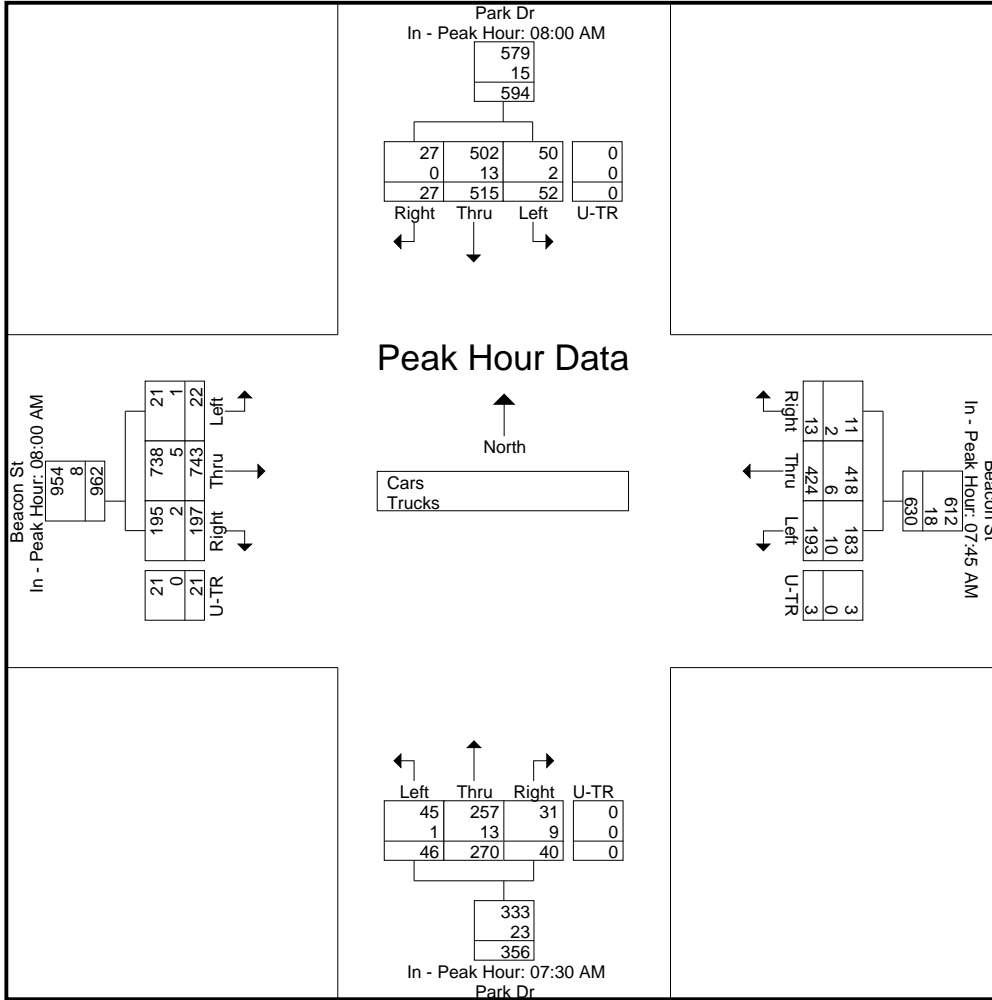 Park Dr
In - Peak Hour: 08:00 AM
579
15
594
27 502 50 0
0 13 2 0
27 515 52 0
Right Thru Left U-TR
Peak Hour Data
North
Cars
Trucks
Beacon St
In - Peak Hour: 08:00 AM
954
8
962
21 738 195 21
1 5 2 0
22 743 197 21
Left Thru Right U-TR
Beacon St
In - Peak Hour: 07:45 AM
612
18
630
11 418 183 3
2 6 10 0
13 424 193 3
Right Thru Left U-TR
Left Thru Right U-TR
45 257 31 0
1 13 9 0
46 270 40 0
333
23
356
In - Peak Hour: 07:30 AM
Park Dr